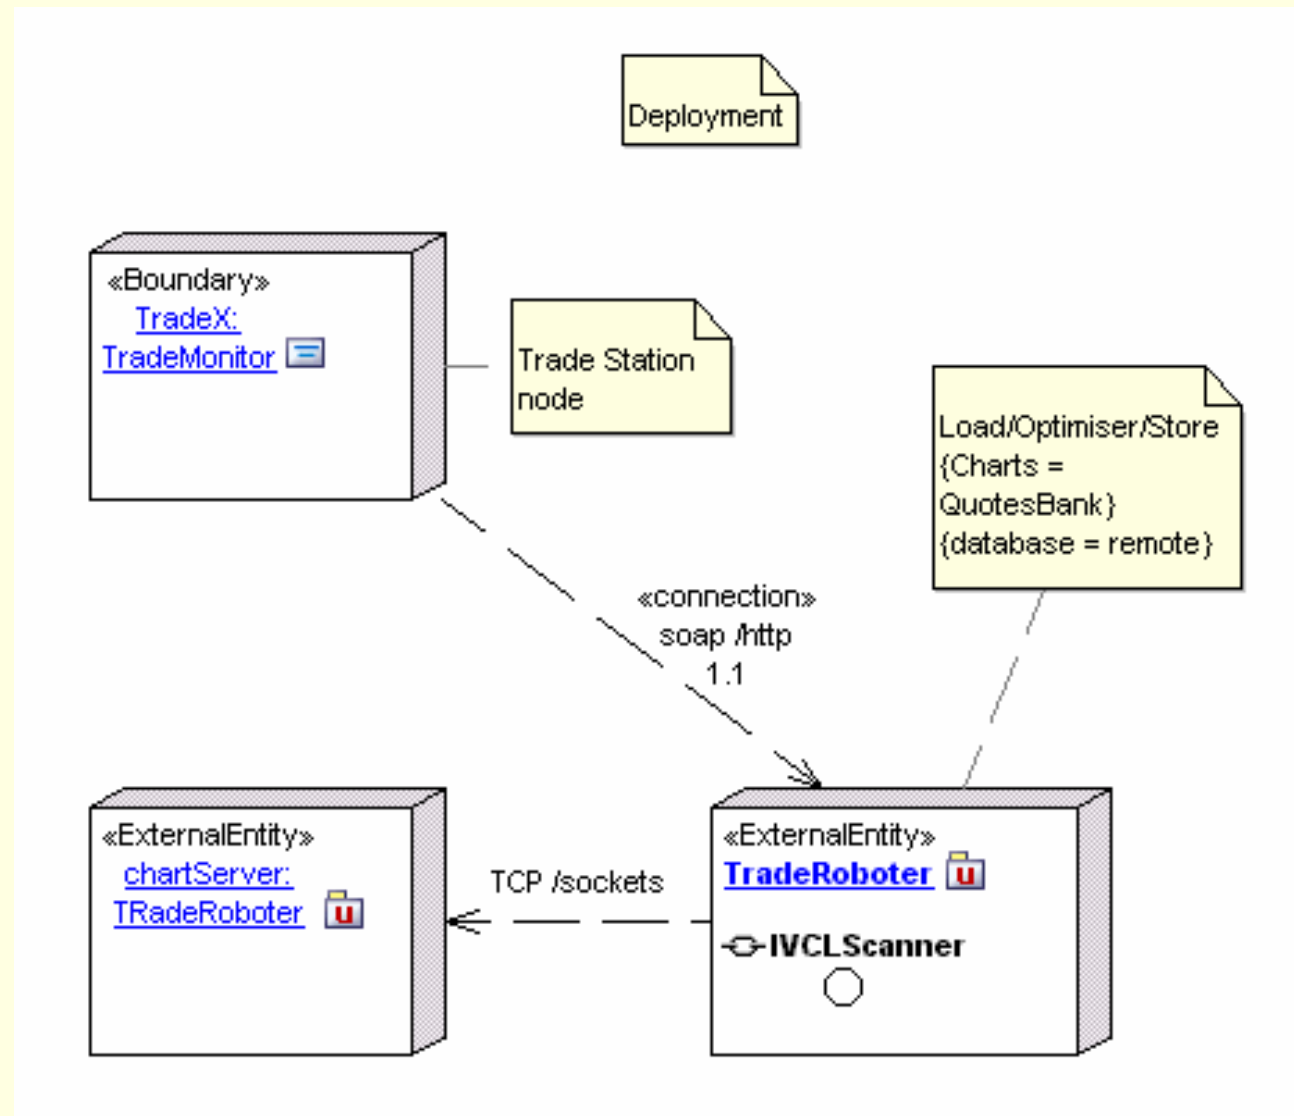 Deployment
«Boundary»
TradeX:
TradeMonitor
Trade Station
node
Load/Optimiser/Store
{Charts =
QuotesBank}
{database = remote}
«connection»
soap /http
1.1
«ExternalEntity»
chartServer:
TRadeRoboter
u
TCP /sockets
«ExternalEntity»
TradeRoboter
u
IVCLScanner